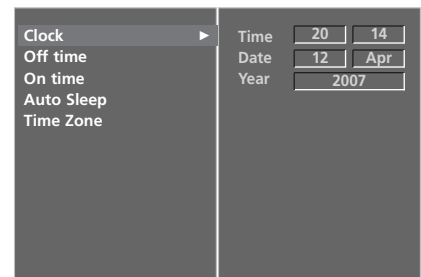 Clock ►
Off time
On time
Auto Sleep
Time Zone
Time 20 14
Date 12 Apr
Year 2007